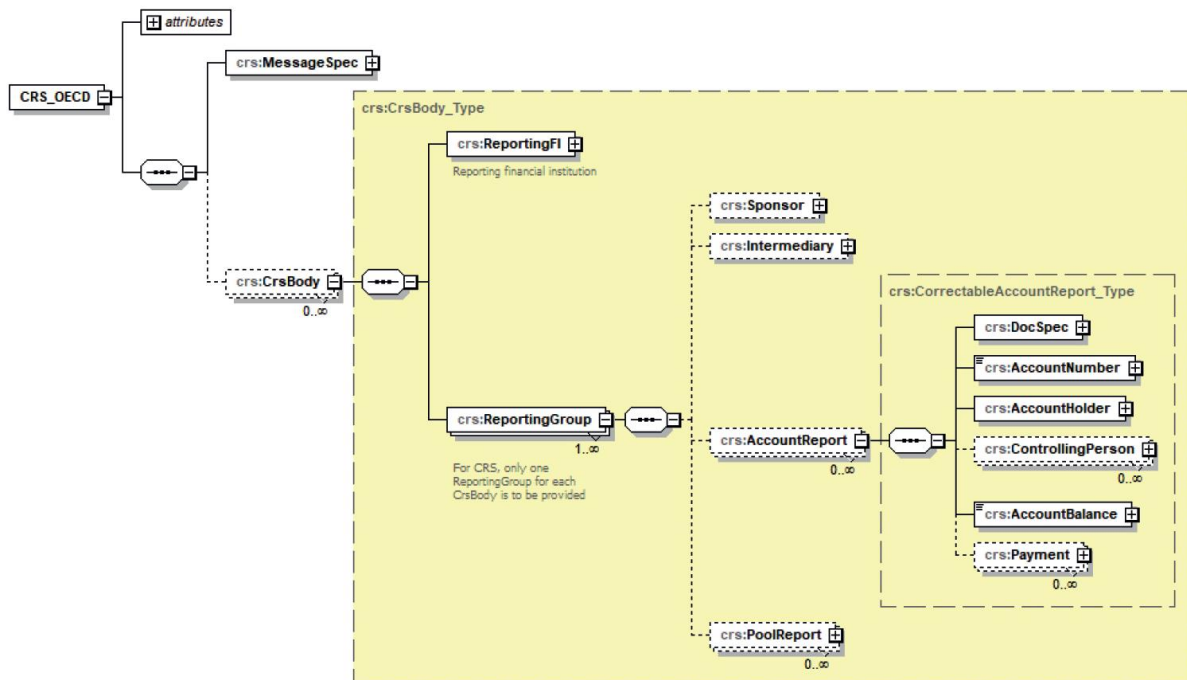 attributes
crs:MessageSpec
CRS_OECD
crs:CrsBody_Type
crs:ReportingFI
Reporting financial institution
crs:Sponsor
crs:Intermediary
crs:CrsBody
0..∞
crs:CorrectableAccountReport_Type
crs:DocSpec
crs:AccountNumber
crs:AccountHolder
crs:ReportingGroup
1..∞
For CRS, only one
ReportingGroup for each
CrsBody is to be provided
crs:AccountReport
0..∞
crs:ControllingPerson
0..∞
crs:AccountBalance
crs:Payment
0..∞
crs:PoolReport
0..∞